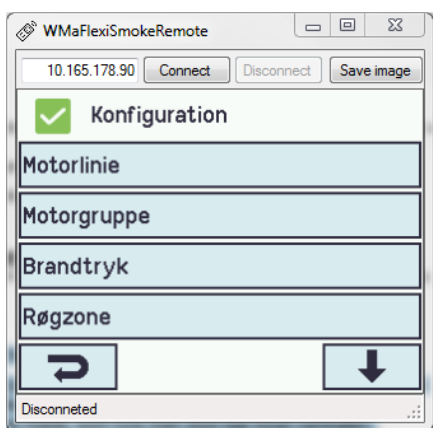 WMaFlexiSmokeRemote
10.165.178.90 Connect Disconnect Save image
Konfiguration
Motorlinie
Motorgruppe
Brandtryk
Røgzone
Disconneted